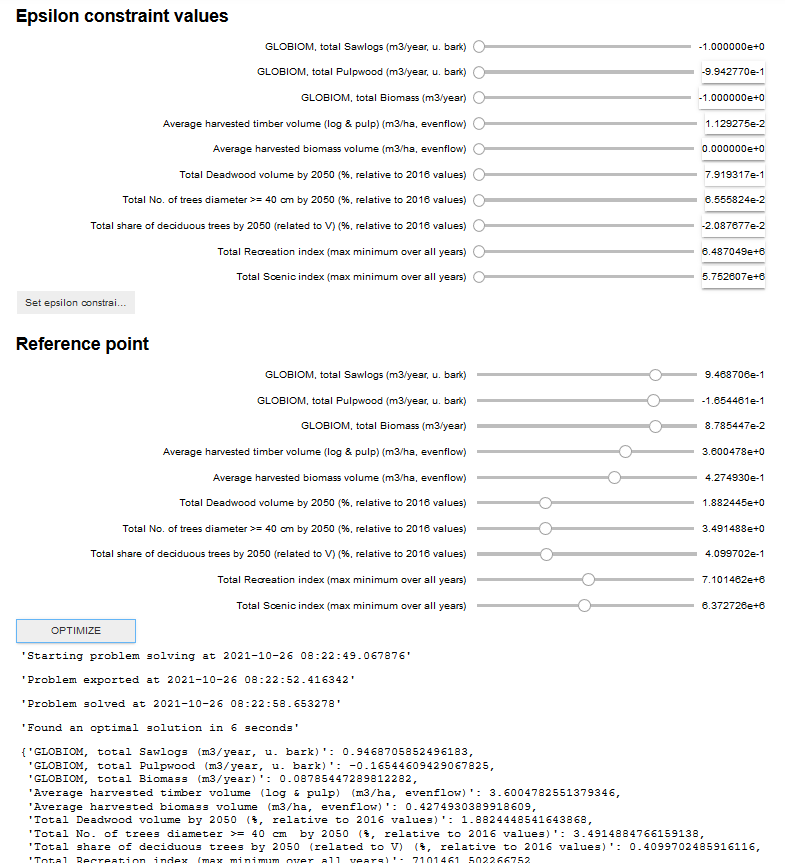 Epsilon constraint values
GLOBIOM, total Sawlogs (m3/year, u. bark) -1.000000e+0
GLOBIOM, total Pulpwood (m3/year, u. bark) -9.942770e-1
GLOBIOM, total Biomass (m3/year) -1.000000e+0
Average harvested timber volume (log & pulp) (m3/ha, evenflow) 1.129275e-2
Average harvested biomass volume (m3/ha, evenflow) 0.000000e+0
Total Deadwood volume by 2050 (%, relative to 2016 values) 7.919317e-1
Total No. of trees diameter >= 40 cm by 2050 (%, relative to 2016 values) 6.555824e-2
Total share of deciduous trees by 2050 (related to V) (%, relative to 2016 values) -2.087677e-2
Total Recreation index (max minimum over all years) 6.487049e+6
Total Scenic index (max minimum over all years) 5.752607e+6
Set epsilon constrai...
Reference point
GLOBIOM, total Sawlogs (m3/year, u. bark) 9.468706e-1
GLOBIOM, total Pulpwood (m3/year, u. bark) -1.654461e-1
GLOBIOM, total Biomass (m3/year) 8.785447e-2
Average harvested timber volume (log & pulp) (m3/ha, evenflow) 3.600478e+0
Average harvested biomass volume (m3/ha, evenflow) 4.274930e-1
Total Deadwood volume by 2050 (%, relative to 2016 values) 1.882445e+0
Total No. of trees diameter >= 40 cm by 2050 (%, relative to 2016 values) 3.491488e+0
Total share of deciduous trees by 2050 (related to V) (%, relative to 2016 values) 4.099702e-1
Total Recreation index (max minimum over all years) 7.101462e+6
Total Scenic index (max minimum over all years) 6.372726e+6
OPTIMIZE
'Starting problem solving at 2021-10-26 08:22:49.067876'
'Problem exported at 2021-10-26 08:22:52.416342'
'Problem solved at 2021-10-26 08:22:58.653278'
'Found an optimal solution in 6 seconds'
{'GLOBIOM, total Sawlogs (m3/year, u. bark)': 0.9468705852496183,
'GLOBIOM, total Pulpwood (m3/year, u. bark)': -0.16544609429067825,
'GLOBIOM, total Biomass (m3/year)': 0.08785447289812282,
'Average harvested timber volume (log & pulp) (m3/ha, evenflow)': 3.6004782551379346,
'Average harvested biomass volume (m3/ha, evenflow)': 0.4274930389918609,
'Total Deadwood volume by 2050 (%, relative to 2016 values)': 1.8824448541643868,
'Total No. of trees diameter >= 40 cm  by 2050 (%, relative to 2016 values)': 3.4914884766159138,
'Total share of deciduous trees by 2050 (related to V) (%, relative to 2016 values)': 0.4099702485916116,
'Total Recreation index (max minimum over all years)': 7101461.502266752